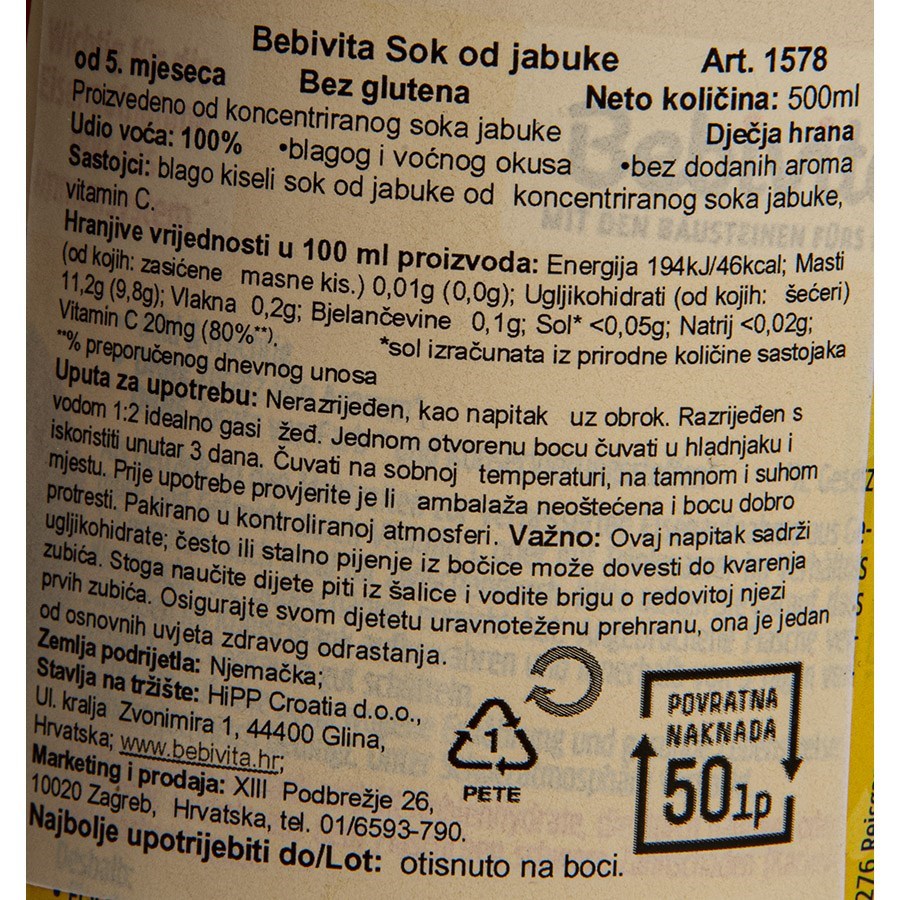 Bebivita Sok od jabuke Art. 1578
od 5. mjeseca Bez glutena Neto količina: 500ml
Proizvedeno od koncentriranog soka jabuke Dječja hrana
Udio voća: 100% •blagog i voćnog okusa •bez dodanih aroma
Sastojci: blago kiseli sok od jabuke od koncentriranog soka jabuke,
vitamin C.
Hranjive vrijednosti u 100 ml proizvoda: Energija 194kJ/46kcal; Masti
(od kojih: zasićene masne kis.) 0,01g (0,0g); Ugljikohidrati (od kojih: šećeri)
11,2g (9,8g); Vlakna 0,2g; Bjelančevine 0,1g; Sol* <0,05g; Natrij <0,02g;
Vitamin C 20mg (80%**). *sol izračunata iz prirodne količine sastojaka
**% preporučenog dnevnog unosa
Uputa za upotrebu: Nerazrijeđen, kao napitak uz obrok. Razrijeđen s
vodom 1:2 idealno gasi žeđ. Jednom otvorenu bocu čuvati u hladnjaku i
iskoristiti unutar 3 dana. Čuvati na sobnoj temperaturi, na tamnom i suhom
mjestu. Prije upotrebe provjerite je li ambalaža neoštećena i bocu dobro
protresti. Pakirano u kontroliranoj atmosferi. Važno: Ovaj napitak sadrži
ugljikohidrate; često ili stalno pijenje iz bočice može dovesti do kvarenja
zubića. Stoga naučite dijete piti iz šalice i vodite brigu o redovitoj njezi
prvih zubića. Osigurajte svom djetetu uravnoteženu prehranu, ona je jedan
od osnovnih uvjeta zdravog odrastanja.
Zemlja podrijetla: Njemačka;
Stavlja na tržište: HiPP Croatia d.o.o.,
Ul. kralja Zvonimira 1, 44400 Glina,
Hrvatska; www.bebivita.hr;
Marketing i prodaja: XIII Podbrežje 26,
10020 Zagreb, Hrvatska, tel. 01/6593-790.
Najbolje upotrijebiti do/Lot: otisnuto na boci.
1
PETE
POVRATNA
NAKNADA
50lp